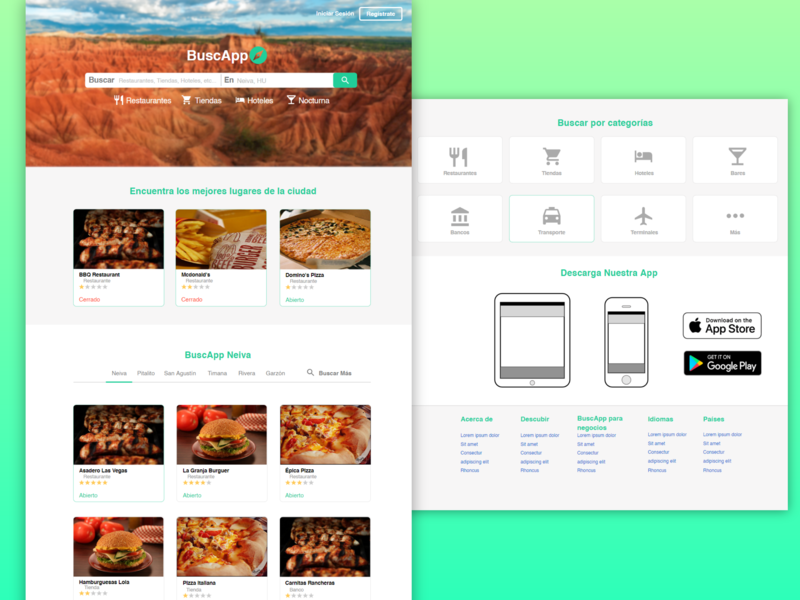 Iniciar Sesión Registrate
BuscApp
Buscar Restaurantes, Tiendas, Hoteles, etc... En Neiva, HU
Restaurantes Tiendas Hoteles Nocturna
Encuentra los mejores lugares de la ciudad
BBQ Restaurant
Restaurante
Cerrado
Mcdonald's
Restaurante
Cerrado
Domino's Pizza
Restaurante
Abierto
BuscApp Neiva
Neiva Pitalito San Agustín Timana Rivera Garzón Buscar Más
Asadero Las Vegas
Restaurante
Abierto
La Granja Burguer
Restaurante
Abierto
Épica Pizza
Restaurante
Abierto
Hamburguesas Lola
Tienda
Pizza Italiana
Tienda
Carnitas Rancheras
Banco
Buscar por categorías
Restaurantes Tiendas Hoteles Bares
Bancos Transporte Terminales Más
Descarga Nuestra App
Download on the
App Store
GET IT ON
Google Play
Acerca de
Lorem ipsum dolor
Sit amet
Consectur
adipiscing elit
Rhoncus
Descubir
Lorem ipsum dolor
Sit amet
Consectur
adipiscing elit
Rhoncus
BuscApp para
negocios
Lorem ipsum dolor
Sit amet
Consectur
adipiscing elit
Rhoncus
Idiomas
Lorem ipsum dolor
Sit amet
Consectur
adipiscing elit
Rhoncus
Países
Lorem ipsum dolor
Sit amet
Consectur
adipiscing elit
Rhoncus